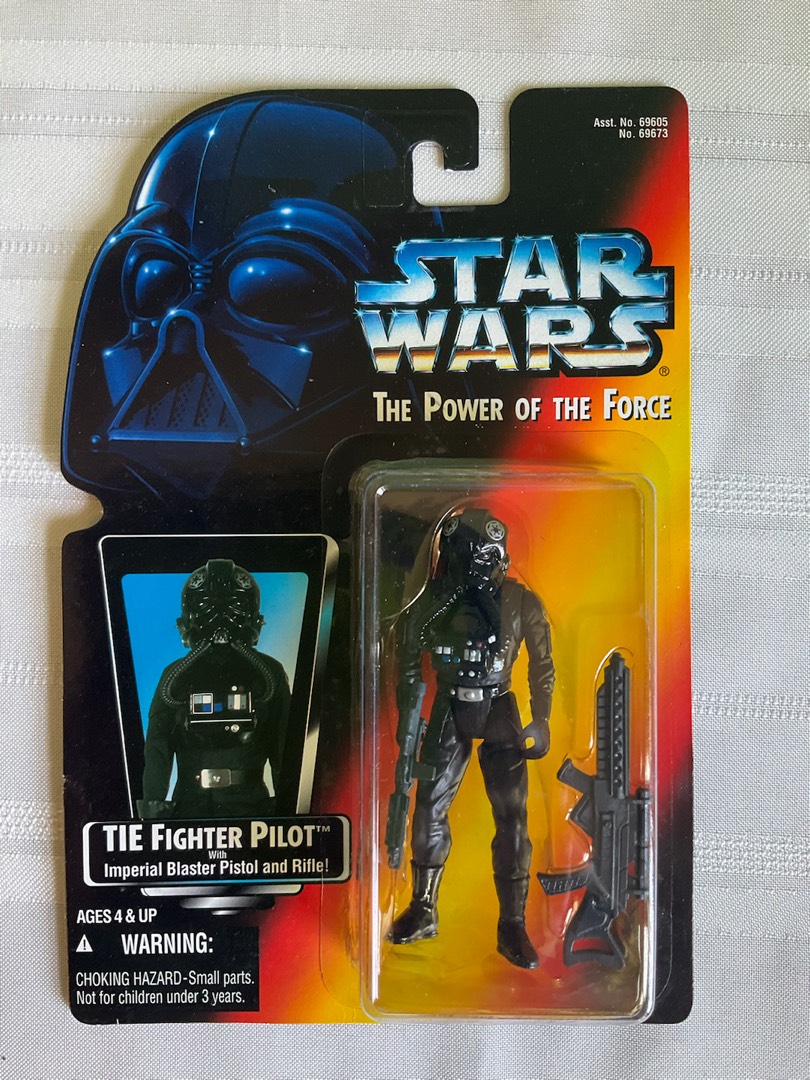 Asst. No. 69605
No. 69673
STAR
WARS®
THE POWER OF THE FORCE
TIE FIGHTER PILOT™
With
Imperial Blaster Pistol and Rifle!
AGES 4 & UP
WARNING:
CHOKING HAZARD-Small parts.
Not for children under 3 years.